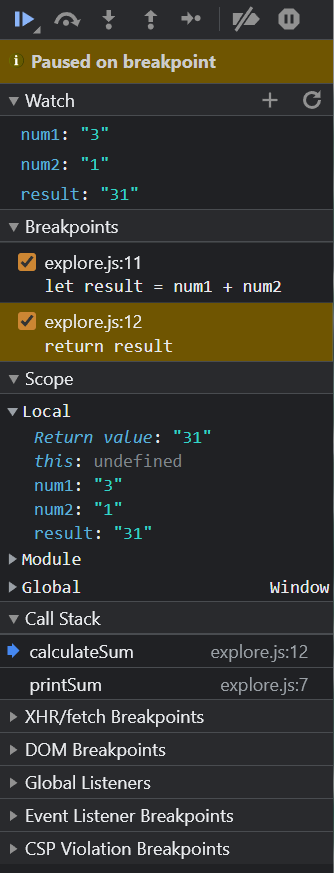 Paused on breakpoint
Watch
num1: "3"
num2: "1"
result: "31"
Breakpoints
explore.js:11
let result = num1 + num2
explore.js:12
return result
Scope
Local
Return value: "31"
this: undefined
num1: "3"
num2: "1"
result: "31"
Module
Global Window
Call Stack
calculateSum explore.js:12
printSum explore.js:7
XHR/fetch Breakpoints
DOM Breakpoints
Global Listeners
Event Listener Breakpoints
CSP Violation Breakpoints